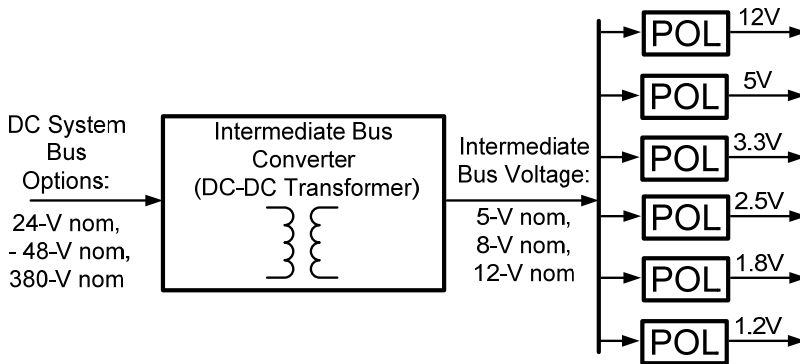 DC System
Bus
Options:
24-V nom,
- 48-V nom,
380-V nom
Intermediate Bus
Converter
(DC-DC Transformer)
Intermediate
Bus Voltage:
5-V nom,
8-V nom,
12-V nom
POL 12V
POL 5V
POL 3.3V
POL 2.5V
POL 1.8V
POL 1.2V